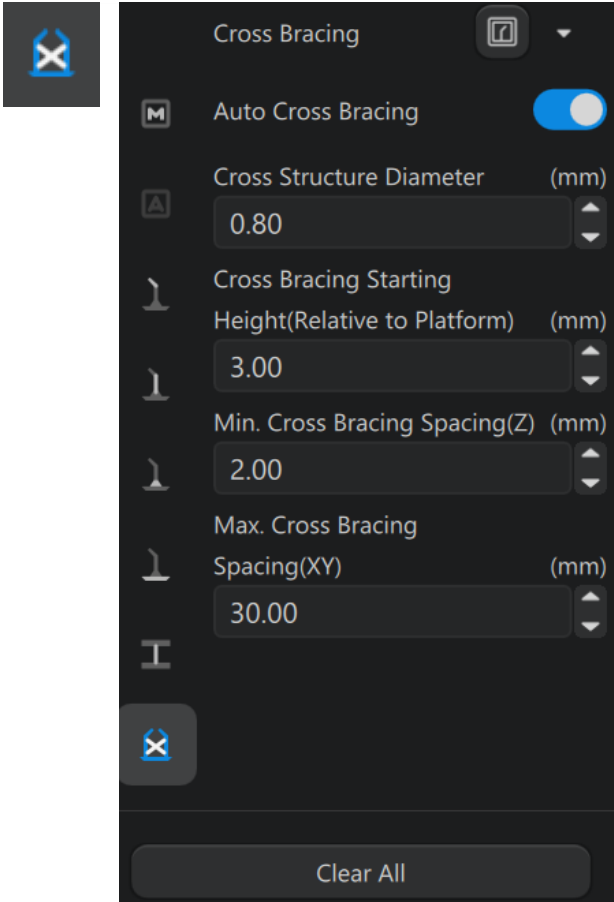 Cross Bracing
M
Auto Cross Bracing
A
Cross Structure Diameter (mm)
0.80
Cross Bracing Starting
Height(Relative to Platform) (mm)
3.00
Min. Cross Bracing Spacing(Z) (mm)
2.00
Max. Cross Bracing
Spacing(XY) (mm)
30.00
Clear All